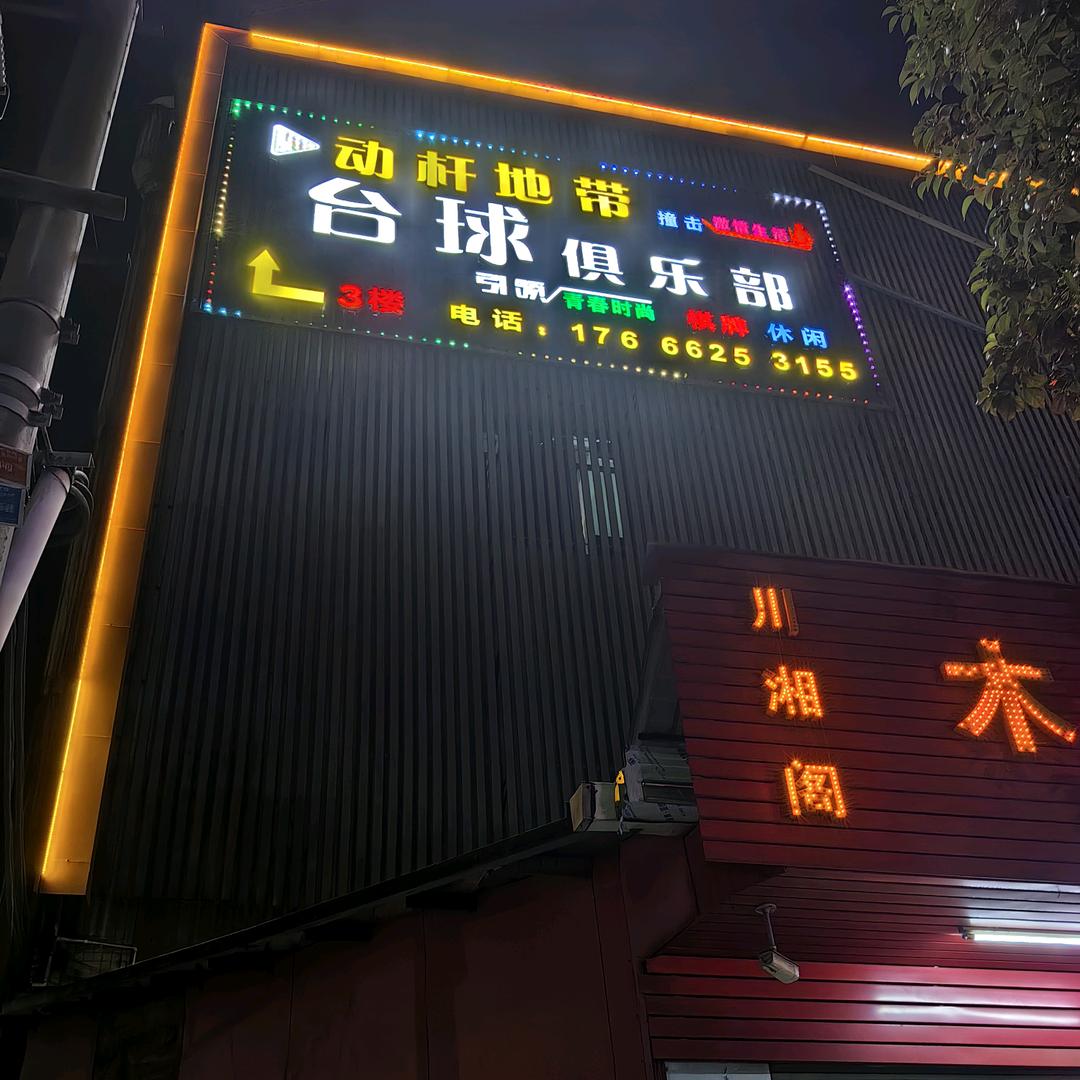 动杆地带
台球俱乐部
撞击激情生活
引领青春时尚
3楼
棋牌 休闲
电话：176 6625 3155
川湘阁
木